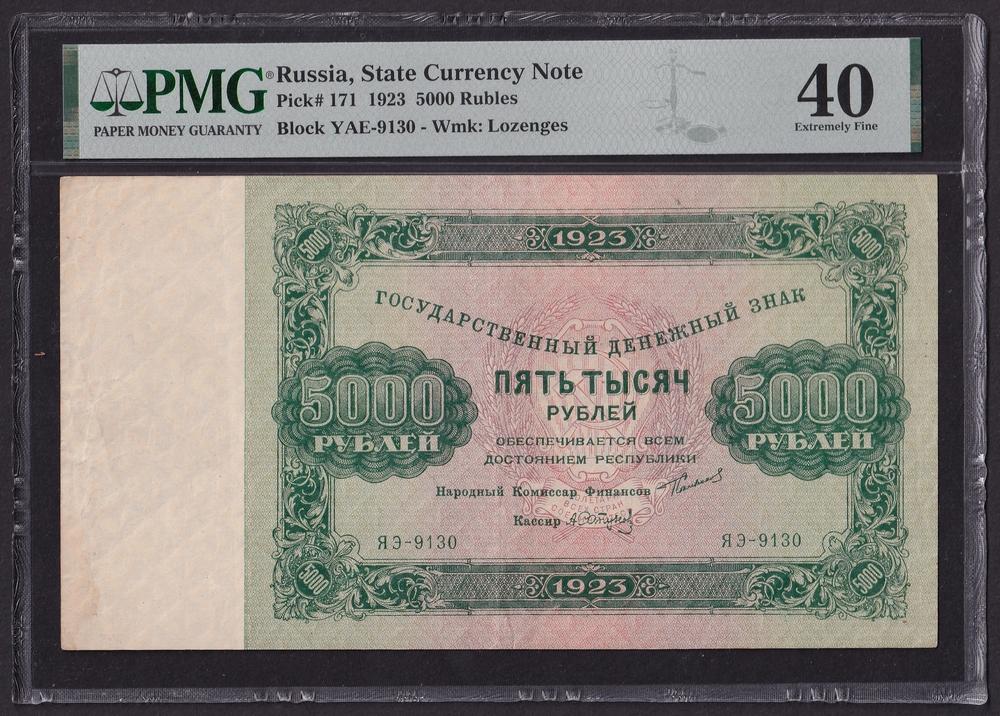 PMG®
PAPER MONEY GUARANTY
Russia, State Currency Note
Pick# 171 1923 5000 Rubles
Block YAE-9130 - Wmk: Lozenges
40
Extremely Fine
5000 1923 5000
ГОСУДАРСТВЕННЫЙ ДЕНЕЖНЫЙ ЗНАК
5000 РУБЛЕЙ
ПЯТЬ ТЫСЯЧ
РУБЛЕЙ
5000 РУБЛЕЙ
ОБЕСПЕЧИВАЕТСЯ ВСЕМ
ДОСТОЯНИЕМ РЕСПУБЛИКИ
Народный Комиссар Финансов
Кассир
ЯЭ-9130 ЯЭ-9130
5000 1923 5000